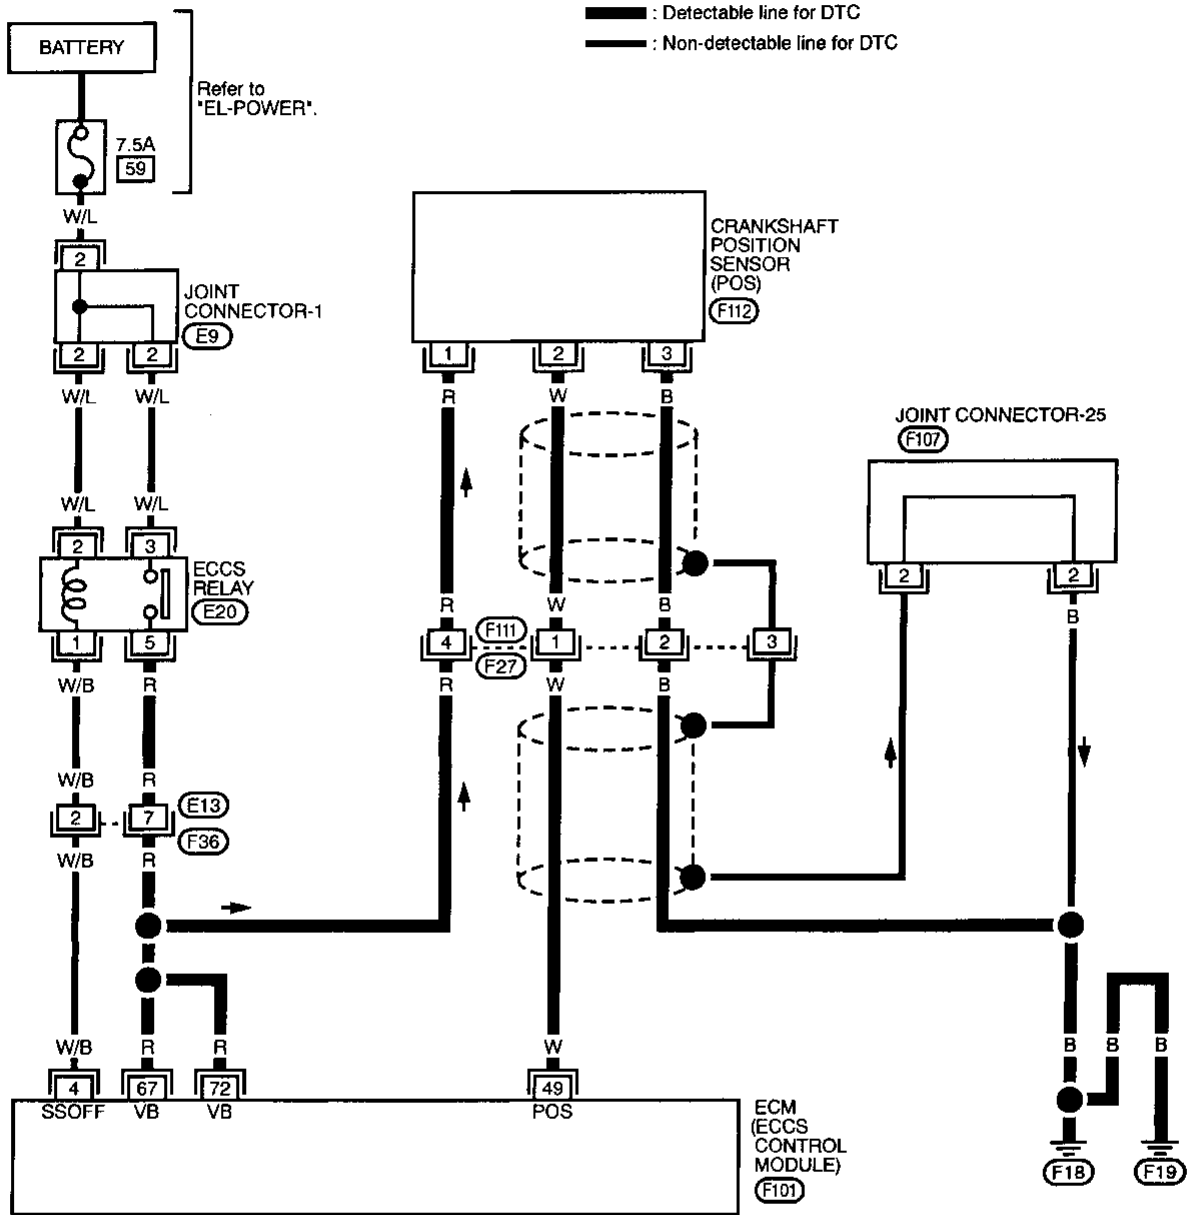 : Detectable line for DTC
: Non-detectable line for DTC
BATTERY
Refer to
"EL-POWER".
7.5A
59
W/L
2
JOINT
CONNECTOR-1
E9
2 2
W/L W/L
W/L W/L
2 3
ECCS
RELAY
E20
1 5
W/B R
W/B R
2 7
E13
F36
W/B R
CRANKSHAFT
POSITION
SENSOR
(POS)
F112
1 2 3
R W B
R W B
4 1 2 3
F111
F27
R W B
JOINT CONNECTOR-25
F107
2 2
B
W/B R R W
B B B
4 67 72 49
SSOFF VB VB POS
ECM
(ECCS
CONTROL
MODULE)
F101
F18 F19